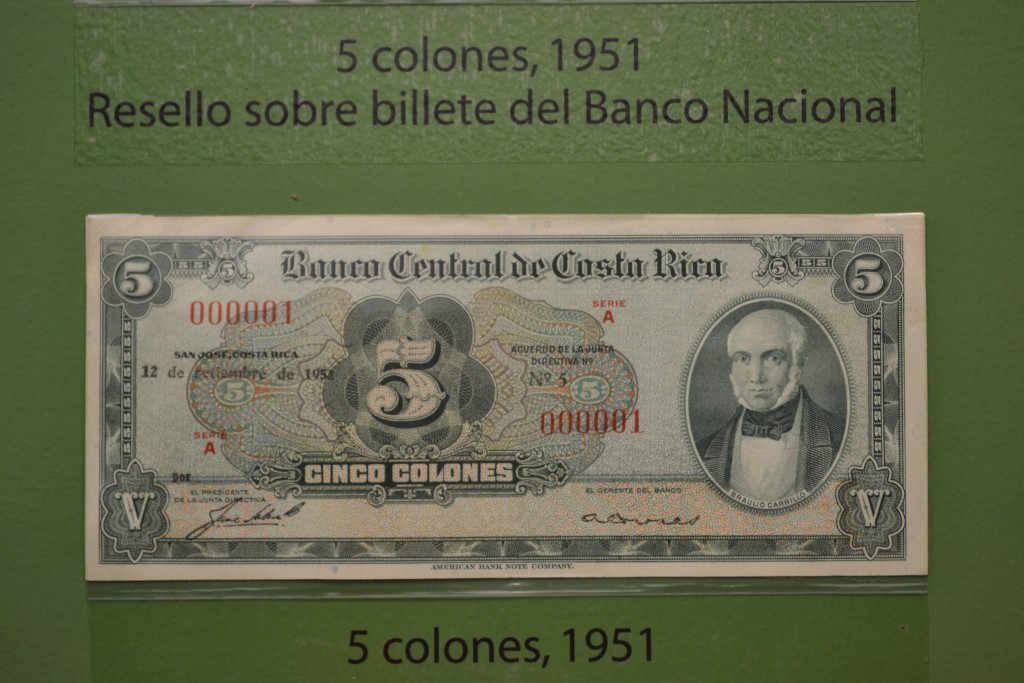 5 colones, 1951
Resello sobre billete del Banco Nacional
5 5 Banco Central de Costa Rica 5 5
000001
SERIE
A
SAN JOSE, COSTA RICA
12 de setiembre de 1951
5
5
ACUERDO DE LA JUNTA
DIRECTIVA Nº
Nº 5
5
000001
SERIE
A
CINCO COLONES
POR
EL PRESIDENTE
DE LA JUNTA DIRECTIVA
EL GERENTE DEL BANCO
BRAULIO CARRILLO
V V
AMERICAN BANK NOTE COMPANY.
5 colones, 1951